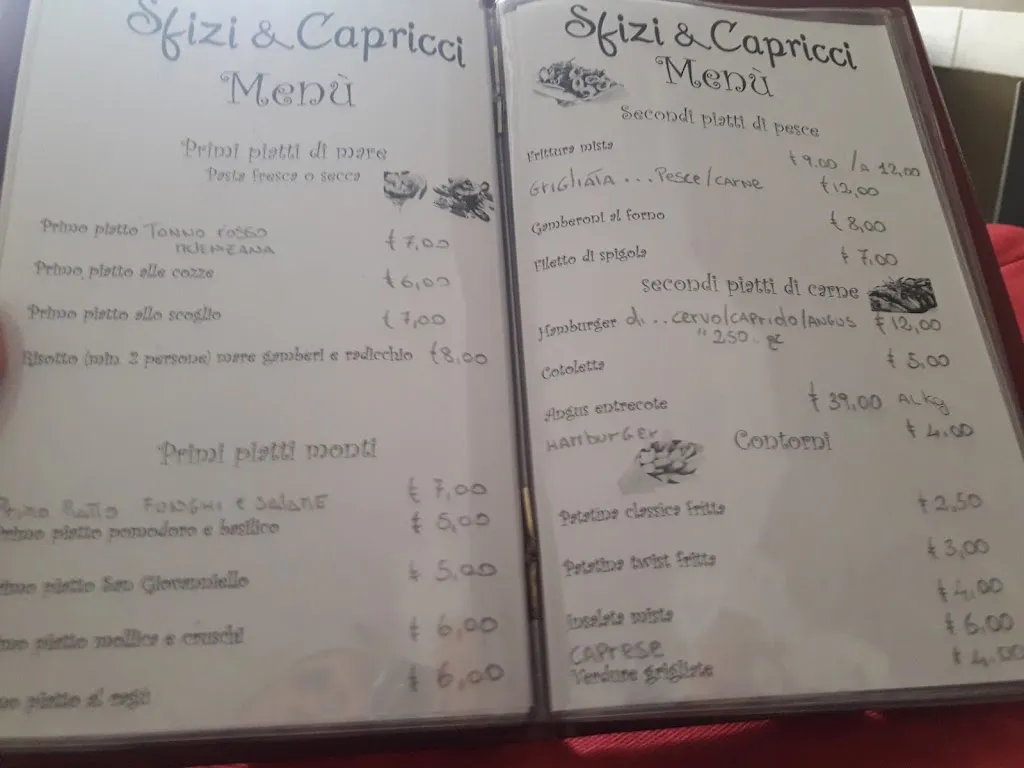 Sfizi & Capricci
Menù
Primi piatti di mare
Pasta fresca o secca
Primo piatto TONNO ROSSO
€ 7,00
Primo piatto alle cozze € 6,00
Primo piatto allo scoglio € 7,00
Risotto (min. 2 persone) mare gamberi e radicchio € 8,00
Primi piatti monti
PIATTO FUNGHI E SALAME € 7,00
piatto pomodoro e basilico € 5,00
piatto San Giovanniello € 5,00
piatto mollica e cruschi € 6,00
piatto al ragù € 6,00
Sfizi & Capricci
Menù
Secondi piatti di pesce
Frittura mista € 9,00 / a 12,00
GRIGLIATA ... PESCE/CARNE € 12,00
Gamberoni al forno € 8,00
Filetto di spigola € 7,00
secondi piatti di carne
Hamburger di .. CERVO/CAPRIOLO/ANGUS € 12,00
" 250 gr
Cotoletta € 5,00
Angus entrecote € 39,00 AL Kg
HAMBURGER € 4,00
Contorni
Patatina classica fritta € 2,50
Patatina twist fritta € 3,00
Insalata mista € 4,00
CAPRESE € 6,00
Verdure grigliate € 4,00